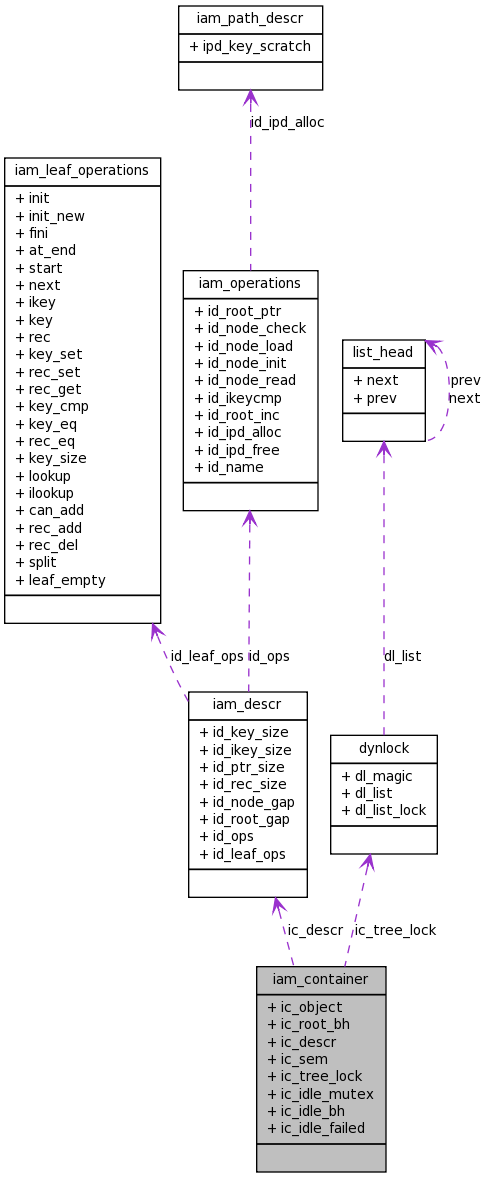 iam_path_descr
+ ipd_key_scratch
id_ipd_alloc
iam_leaf_operations
+ init
+ init_new
+ fini
+ at_end
+ start
+ next
+ ikey
+ key
+ rec
+ key_set
+ rec_set
+ rec_get
+ key_cmp
+ key_eq
+ rec_eq
+ key_size
+ lookup
+ ilookup
+ can_add
+ rec_add
+ rec_del
+ split
+ leaf_empty
iam_operations
+ id_root_ptr
+ id_node_check
+ id_node_load
+ id_node_init
+ id_node_read
+ id_ikeycmp
+ id_root_inc
+ id_ipd_alloc
+ id_ipd_free
+ id_name
list_head
+ next
+ prev
prev
next
id_leaf_ops
id_ops
dl_list
iam_descr
+ id_key_size
+ id_ikey_size
+ id_ptr_size
+ id_rec_size
+ id_node_gap
+ id_root_gap
+ id_ops
+ id_leaf_ops
dynlock
+ dl_magic
+ dl_list
+ dl_list_lock
ic_descr
ic_tree_lock
iam_container
+ ic_object
+ ic_root_bh
+ ic_descr
+ ic_sem
+ ic_tree_lock
+ ic_idle_mutex
+ ic_idle_bh
+ ic_idle_failed